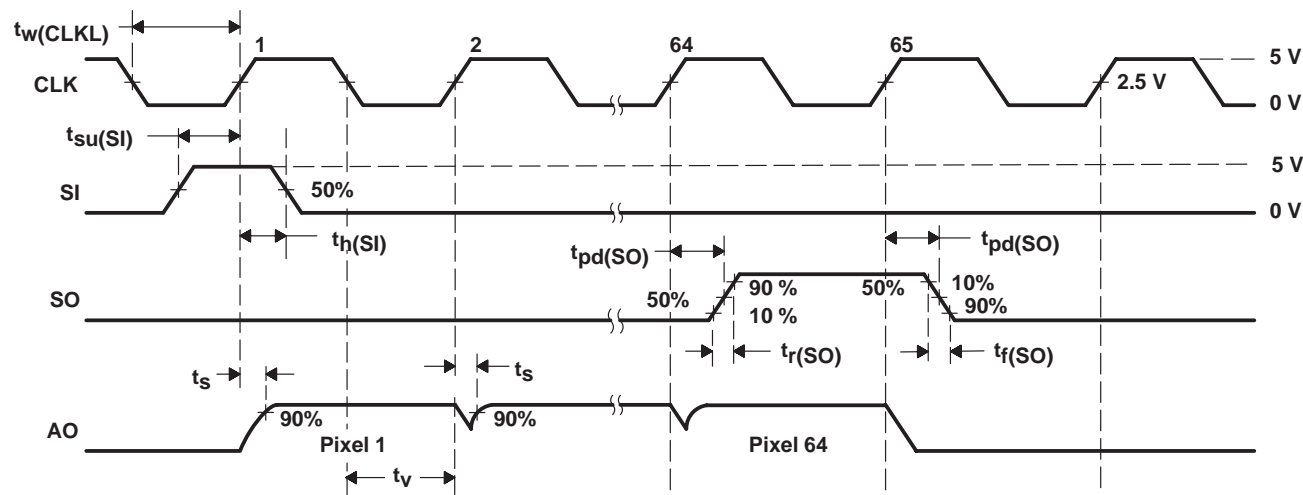 tw(CLKL)
1
2
64
65
5 V
CLK
2.5 V
0 V
tsu(SI)
5 V
SI
50%
0 V
th(SI)
tpd(SO)
tpd(SO)
SO
50%
90 %
50%
10%
10 %
90%
tr(SO)
tf(SO)
ts
ts
AO
90%
90%
Pixel 1
Pixel 64
tv